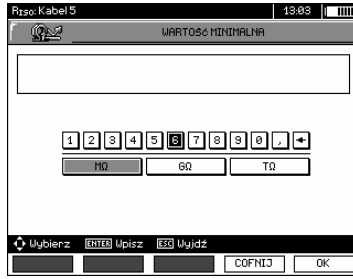 RISO: Kabel 5 13:03
WARTOŚĆ MINIMALNA
1 2 3 4 5 6 7 8 9 0 ,
MΩ GΩ TΩ
Wybierz ENTER Wpisz ESC Wyjdź
COFNIJ OK